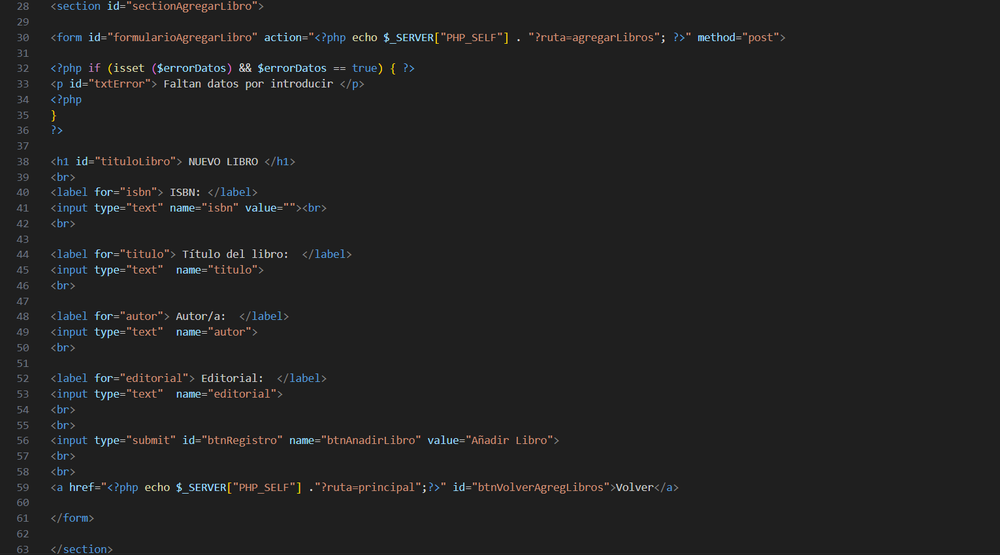 28 <section id="sectionAgregarLibro">
29
30 <form id="formularioAgregarLibro" action="<?php echo $_SERVER["PHP_SELF"] . "?ruta=agregarLibros"; ?>" method="post">
31
32 <?php if (isset ($errorDatos) && $errorDatos == true) { ?>
33 <p id="txtError"> Faltan datos por introducir </p>
34 <?php
35 }
36 ?>
37
38 <h1 id="tituloLibro"> NUEVO LIBRO </h1>
39 <br>
40 <label for="isbn"> ISBN: </label>
41 <input type="text" name="isbn" value=""><br>
42 <br>
43
44 <label for="titulo"> Título del libro:  </label>
45 <input type="text"  name="titulo">
46 <br>
47
48 <label for="autor"> Autor/a:  </label>
49 <input type="text"  name="autor">
50 <br>
51
52 <label for="editorial"> Editorial:  </label>
53 <input type="text"  name="editorial">
54 <br>
55 <br>
56 <input type="submit" id="btnRegistro" name="btnAnadirLibro" value="Añadir Libro">
57 <br>
58 <br>
59 <a href="<?php echo $_SERVER["PHP_SELF"] ."?ruta=principal";?>" id="btnVolverAgregLibros">Volver</a>
60
61 </form>
62
63 </section>